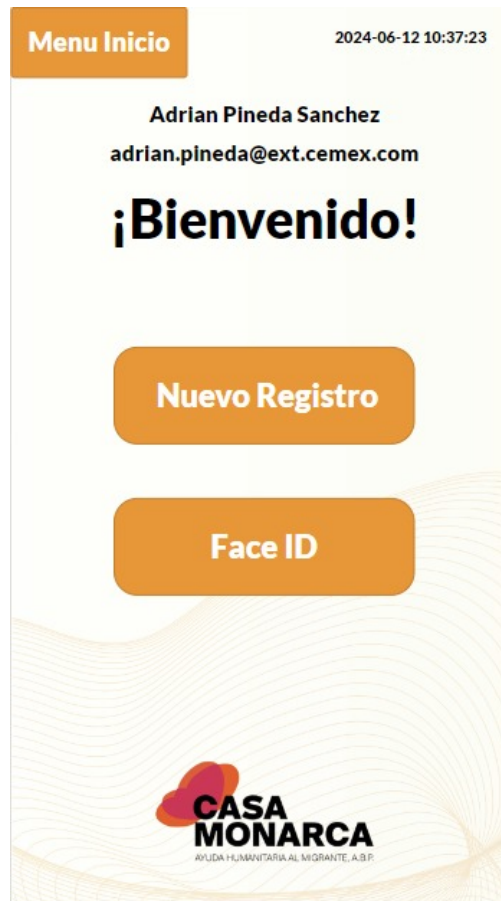 Menu Inicio
2024-06-12 10:37:23
Adrian Pineda Sanchez
adrian.pineda@ext.cemex.com
¡Bienvenido!
Nuevo Registro
Face ID
CASA
MONARCA
AYUDA HUMANITARIA AL MIGRANTE, A.B.P.